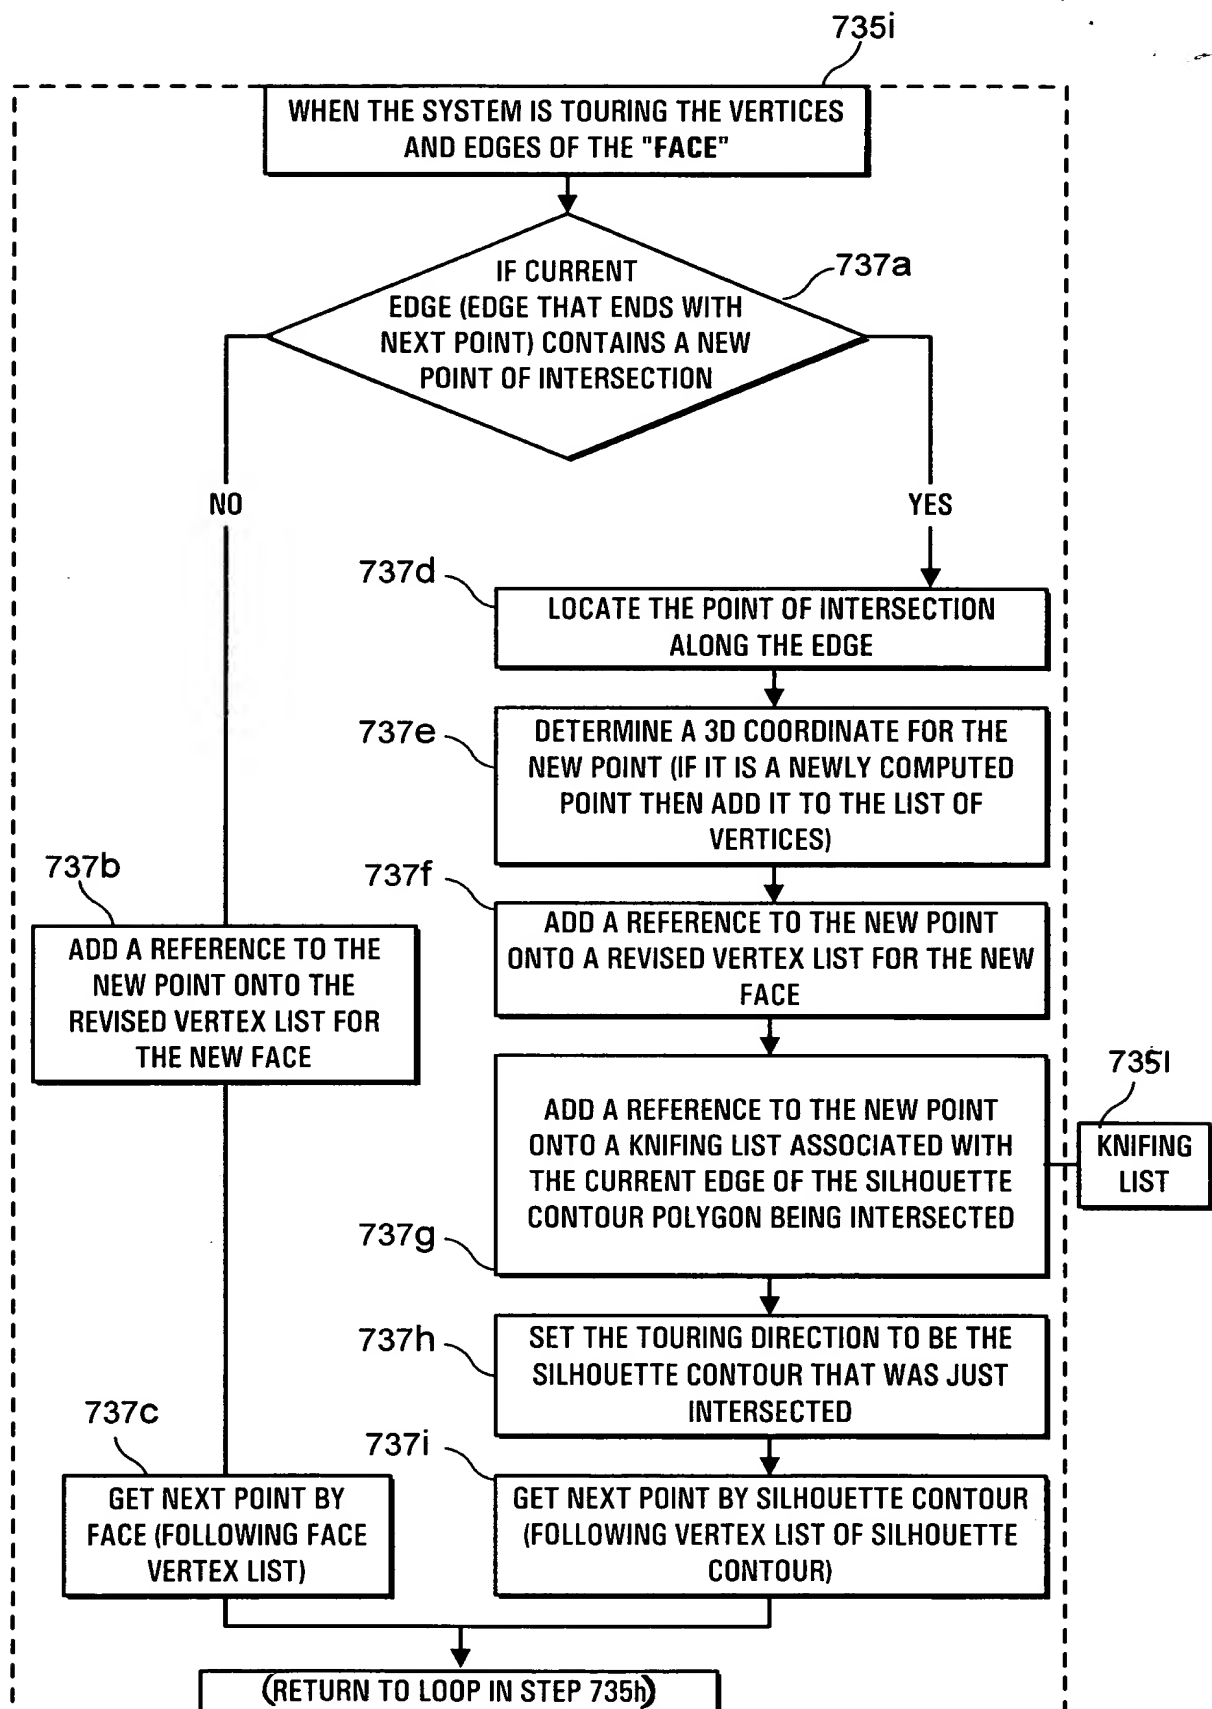 735i
WHEN THE SYSTEM IS TOURING THE VERTICES
AND EDGES OF THE "FACE"
737a
IF CURRENT
EDGE (EDGE THAT ENDS WITH
NEXT POINT) CONTAINS A NEW
POINT OF INTERSECTION
NO
YES
737d
LOCATE THE POINT OF INTERSECTION
ALONG THE EDGE
737e
DETERMINE A 3D COORDINATE FOR THE
NEW POINT (IF IT IS A NEWLY COMPUTED
POINT THEN ADD IT TO THE LIST OF
VERTICES)
737b
ADD A REFERENCE TO THE
NEW POINT ONTO THE
REVISED VERTEX LIST FOR
THE NEW FACE
737f
ADD A REFERENCE TO THE NEW POINT
ONTO A REVISED VERTEX LIST FOR THE NEW
FACE
737g
ADD A REFERENCE TO THE NEW POINT
ONTO A KNIFING LIST ASSOCIATED WITH
THE CURRENT EDGE OF THE SILHOUETTE
CONTOUR POLYGON BEING INTERSECTED
735l
KNIFING
LIST
737h
SET THE TOURING DIRECTION TO BE THE
SILHOUETTE CONTOUR THAT WAS JUST
INTERSECTED
737c
GET NEXT POINT BY
FACE (FOLLOWING FACE
VERTEX LIST)
737i
GET NEXT POINT BY SILHOUETTE CONTOUR
(FOLLOWING VERTEX LIST OF SILHOUETTE
CONTOUR)
(RETURN TO LOOP IN STEP 735h)